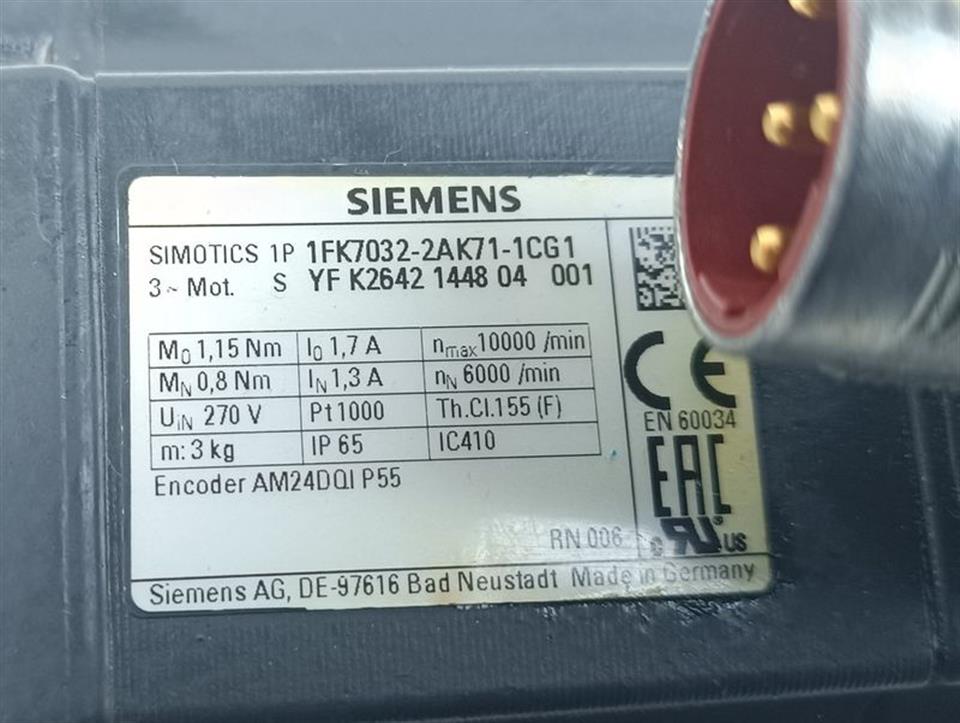 SIEMENS
SIMOTICS 1P 1FK7032-2AK71-1CG1
3~ Mot. S YF K2642 1448 04 001
M0 1,15 Nm I0 1,7 A nmax 10000 /min
MN 0,8 Nm IN 1,3 A nN 6000 /min
UIN 270 V Pt1000 Th.Cl.155 (F)
m: 3 kg IP 65 IC410
Encoder AM24DQI P55
CE
EN 60034
EAC
RN 006
c RU ® US
Siemens AG, DE-97616 Bad Neustadt Made in Germany